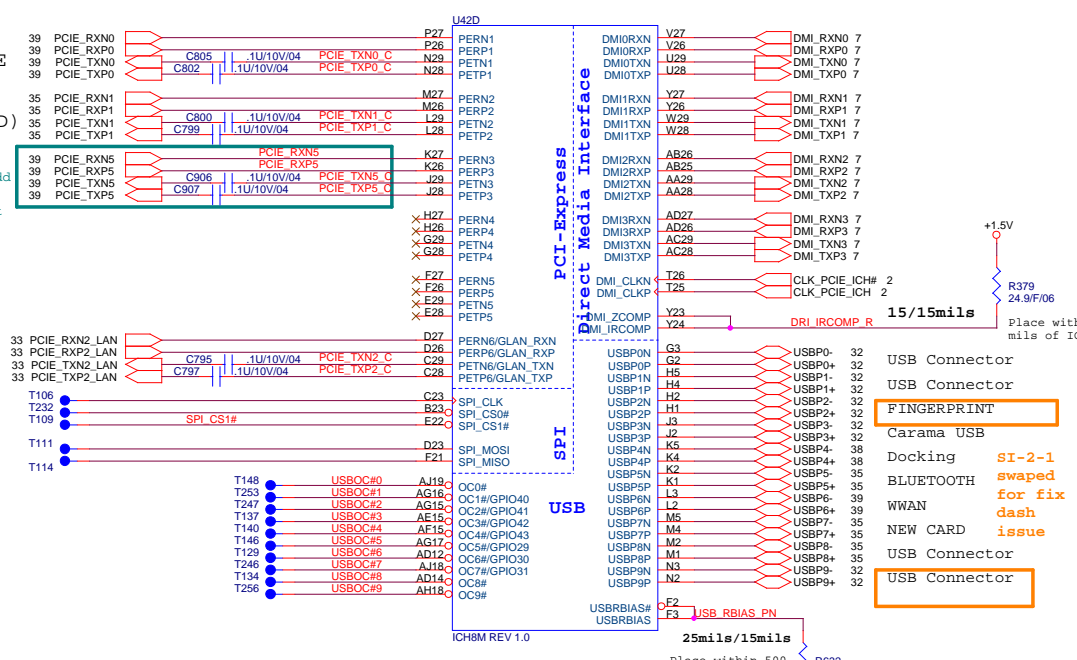 U42D
39 PCIE_RXN0 P27 PERN1 DMI0RXN V27 DMI_RXN0 7
39 PCIE_RXP0 P26 PERP1 DMI0RXP V26 DMI_RXP0 7
39 PCIE_TXN0 C805 .1U/10V/04 PCIE_TXN0_C N29 PETN1 DMI0TXN U29 DMI_TXN0 7
39 PCIE_TXP0 C802 .1U/10V/04 PCIE_TXP0_C N28 PETP1 DMI0TXP U28 DMI_TXP0 7
35 PCIE_RXN1 M27 PERN2 DMI1RXN Y27 DMI_RXN1 7
35 PCIE_RXP1 M26 PERP2 DMI1RXP Y26 DMI_RXP1 7
35 PCIE_TXN1 C800 .1U/10V/04 PCIE_TXN1_C L29 PETN2 DMI1TXN W29 DMI_TXN1 7
35 PCIE_TXP1 C799 .1U/10V/04 PCIE_TXP1_C L28 PETP2 DMI1TXP W28 DMI_TXP1 7
39 PCIE_RXN5 PCIE_RXN5 K27 PERN3 DMI2RXN AB26 DMI_RXN2 7
39 PCIE_RXP5 PCIE_RXP5 K26 PERP3 DMI2RXP AB25 DMI_RXP2 7
39 PCIE_TXN5 C906 .1U/10V/04 PCIE_TXN5_C J29 PETN3 DMI2TXN AA29 DMI_TXN2 7
39 PCIE_TXP5 C907 .1U/10V/04 PCIE_TXP5_C J28 PETP3 DMI2TXP AA28 DMI_TXP2 7
H27 PERN4 DMI3RXN AD27 DMI_RXN3 7
H26 PERP4 DMI3RXP AD26 DMI_RXP3 7
G29 PETN4 DMI3TXN AC29 DMI_TXN3 7
G28 PETP4 DMI3TXP AC28 DMI_TXP3 7
PCI-Express
Direct Media Interface
+1.5V
R379
24.9/F/06
F27 PERN5 DMI_CLKN T26 CLK_PCIE_ICH# 2
F26 PERP5 DMI_CLKP T25 CLK_PCIE_ICH 2
E29 PETN5
E28 PETP5 DMI_ZCOMP Y23
DMI_IRCOMP Y24 DRI_IRCOMP_R 15/15mils
Place with
mils of IC
33 PCIE_RXN2_LAN D27 PERN6/GLAN_RXN
33 PCIE_RXP2_LAN D26 PERP6/GLAN_RXP USBP0N G3 USBP0- 32
33 PCIE_TXN2_LAN C795 .1U/10V/04 PCIE_TXN2_C C29 PETN6/GLAN_TXN USBP0P G2 USBP0+ 32 USB Connector
33 PCIE_TXP2_LAN C797 .1U/10V/04 PCIE_TXP2_C C28 PETP6/GLAN_TXP USBP1N H5 USBP1- 32
T106 C23 SPI_CLK USBP1P H4 USBP1+ 32 USB Connector
T232 B23 SPI_CS0# USBP2N H2 USBP2- 32
T109 SPI_CS1# E22 SPI_CS1# USBP2P H1 USBP2+ 32 FINGERPRINT
USBP3N J3 USBP3- 32
USBP3P J2 USBP3+ 32 Carama USB
T111 D23 SPI_MOSI USBP4N K5 USBP4- 38
T114 F21 SPI_MISO USBP4P K4 USBP4+ 38 Docking
SPI
USBP5N K2 USBP5- 35
T148 USBOC#0 AJ19 OC0# USBP5P K1 USBP5+ 35 BLUETOOTH
T253 USBOC#1 AG16 OC1#/GPIO40 USBP6N L3 USBP6- 39
T247 USBOC#2 AG15 OC2#/GPIO41 USBP6P L2 USBP6+ 39 WWAN
USB
T137 USBOC#3 AE15 OC3#/GPIO42 USBP7N M5 USBP7- 35
T140 USBOC#4 AF15 OC4#/GPIO43 USBP7P M4 USBP7+ 35 NEW CARD
T146 USBOC#5 AG17 OC5#/GPIO29 USBP8N M2 USBP8- 35
T129 USBOC#6 AD12 OC6#/GPIO30 USBP8P M1 USBP8+ 35 USB Connector
T246 USBOC#7 AJ18 OC7#/GPIO31 USBP9N N3 USBP9- 32
T134 USBOC#8 AD14 OC8# USBP9P N2 USBP9+ 32 USB Connector
T256 USBOC#9 AH18 OC9#
SI-2-1
swaped
for fix
dash
issue
USBRBIAS# F2
USBRBIAS F3 USB_RBIAS_PN
ICH8M REV 1.0
25mils/15mils